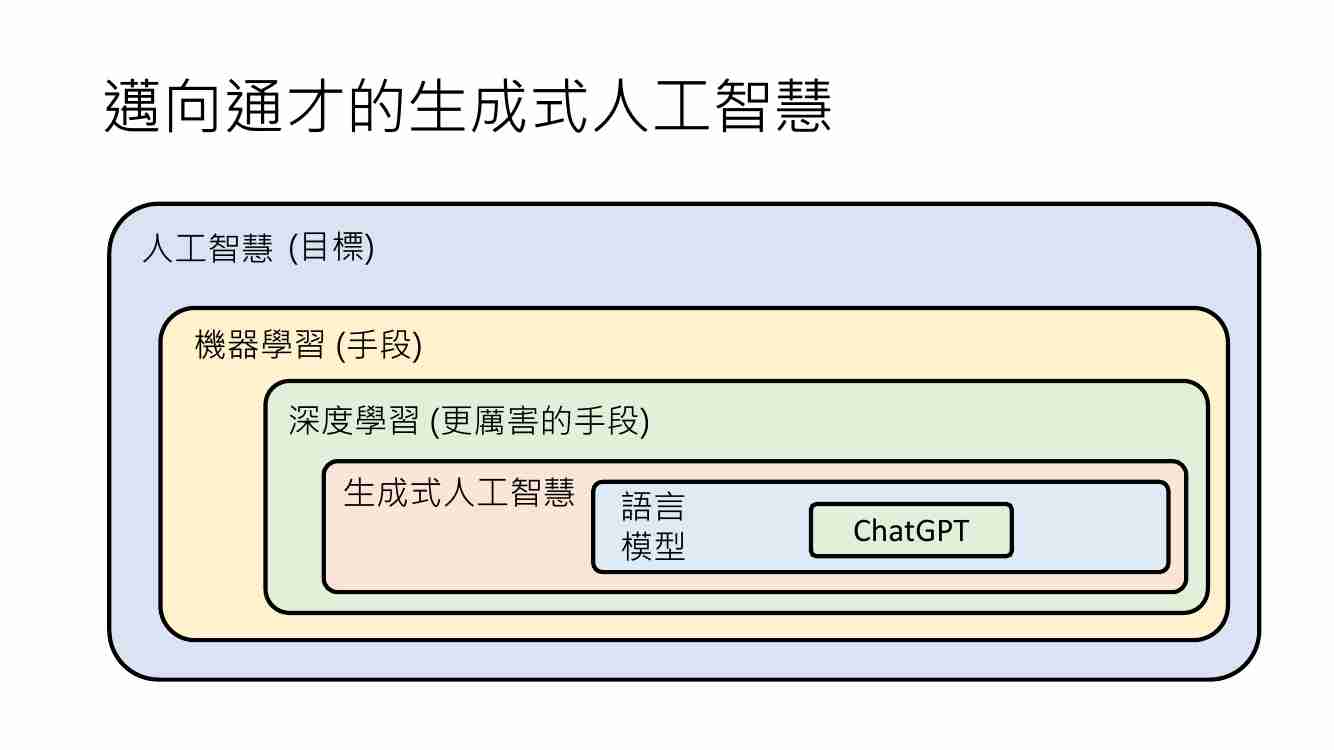 邁向通才的生成式人工智慧
人工智慧 (目標)
機器學習 (手段)
深度學習 (更厲害的手段)
生成式人工智慧
語言
模型
ChatGPT